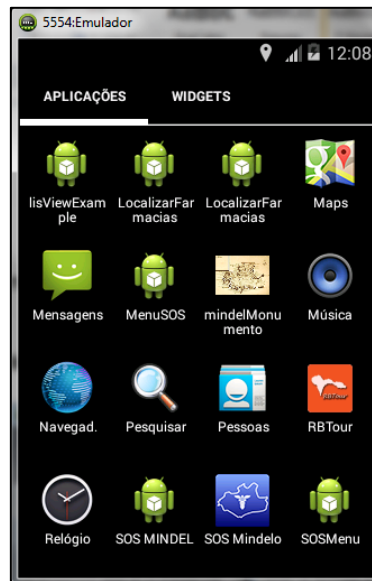 5554:Emulador
12:08
APLICAÇÕES WIDGETS
lisViewExam
ple
LocalizarFar
macias
LocalizarFar
macias
Maps
Mensagens
MenuSOS
mindelMonu
mento
Música
Navegad.
Pesquisar
Pessoas
RBTour
RBTour
Relógio
SOS MINDEL
SOS Mindelo
SOSMenu